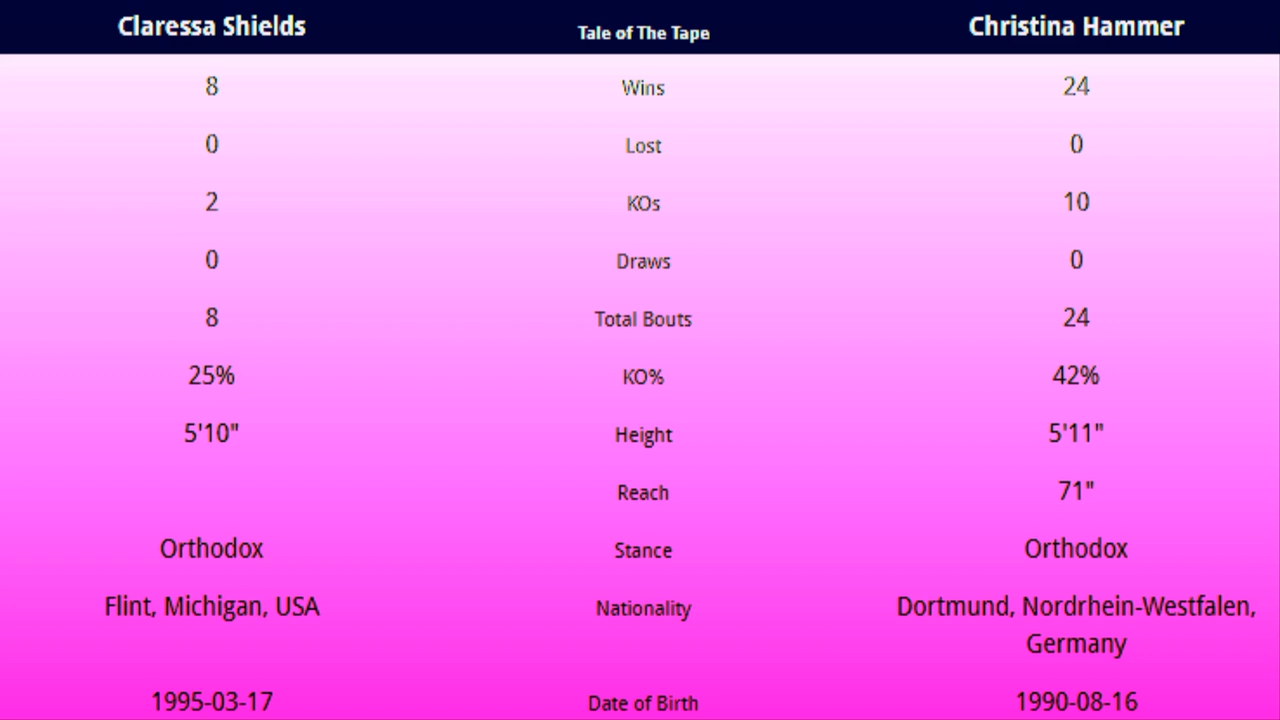 Claressa Shields Tale of The Tape Christina Hammer
8 Wins 24
0 Lost 0
2 KOs 10
0 Draws 0
8 Total Bouts 24
25% KO% 42%
5'10" Height 5'11"
Reach 71"
Orthodox Stance Orthodox
Flint, Michigan, USA Nationality Dortmund, Nordrhein-Westfalen,
Germany
1995-03-17 Date of Birth 1990-08-16